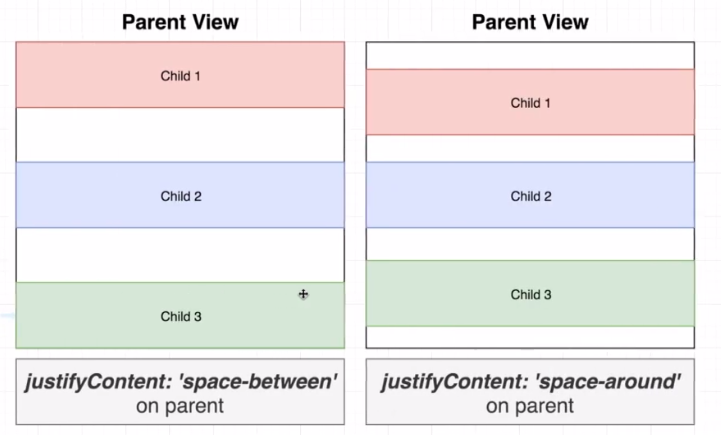 Parent View
Child 1
Child 2
Child 3
justifyContent: 'space-between'
on parent
Parent View
Child 1
Child 2
Child 3
justifyContent: 'space-around'
on parent